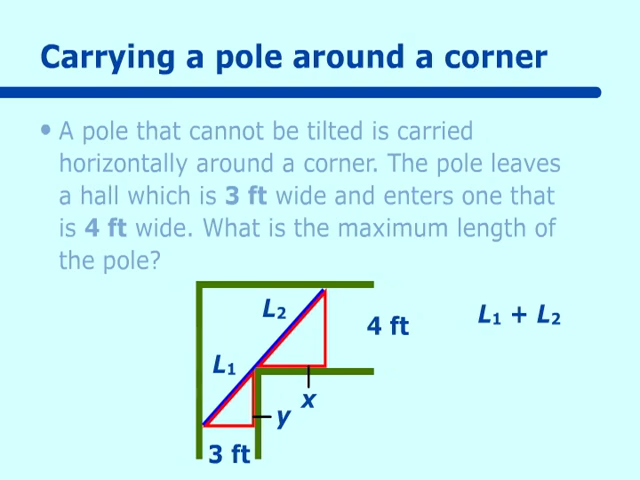 Carrying a pole around a corner
• A pole that cannot be tilted is carried
horizontally around a corner. The pole leaves
a hall which is 3 ft wide and enters one that
is 4 ft wide. What is the maximum length of
the pole?
L₂
4 ft
L₁ + L₂
L₁
x
y
3 ft